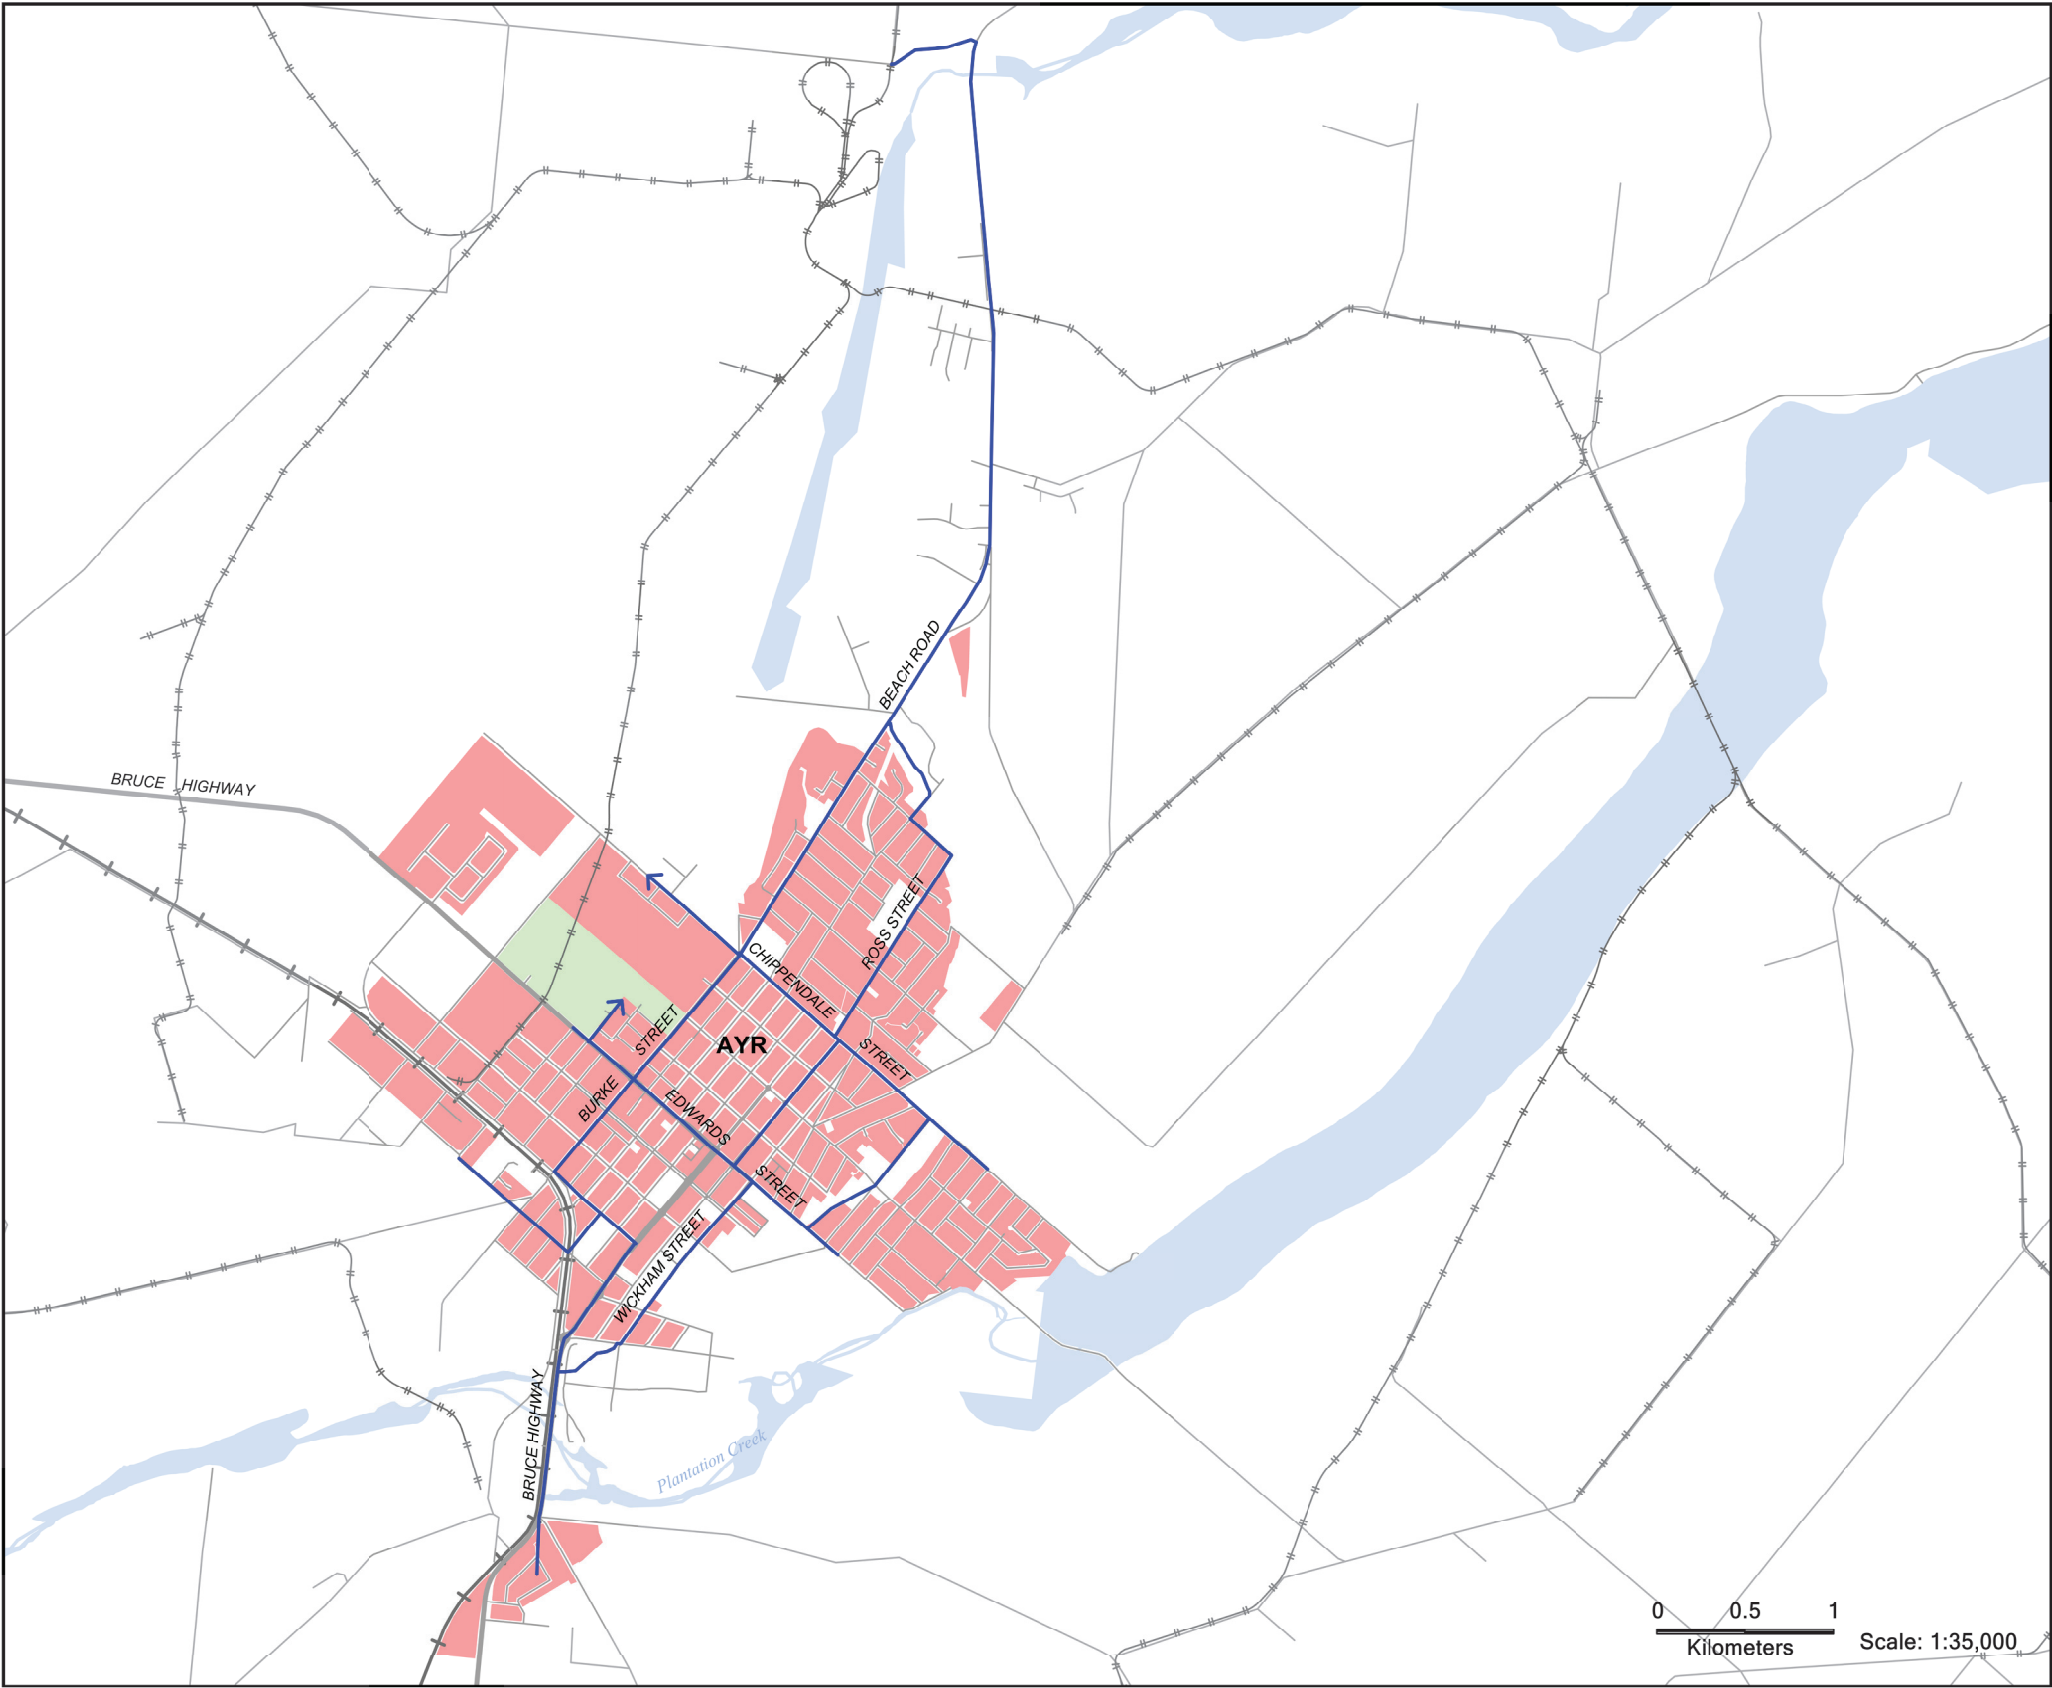 BEACH ROAD
BRUCE HIGHWAY
ROSS STREET
CHIPPENDALE
STREET
STREET
AYR
BURKE
EDWARDS
STREET
WICKHAM STREET
BRUCE HIGHWAY
Plantation Creek
0 0.5 1
Kilometers
Scale: 1:35,000